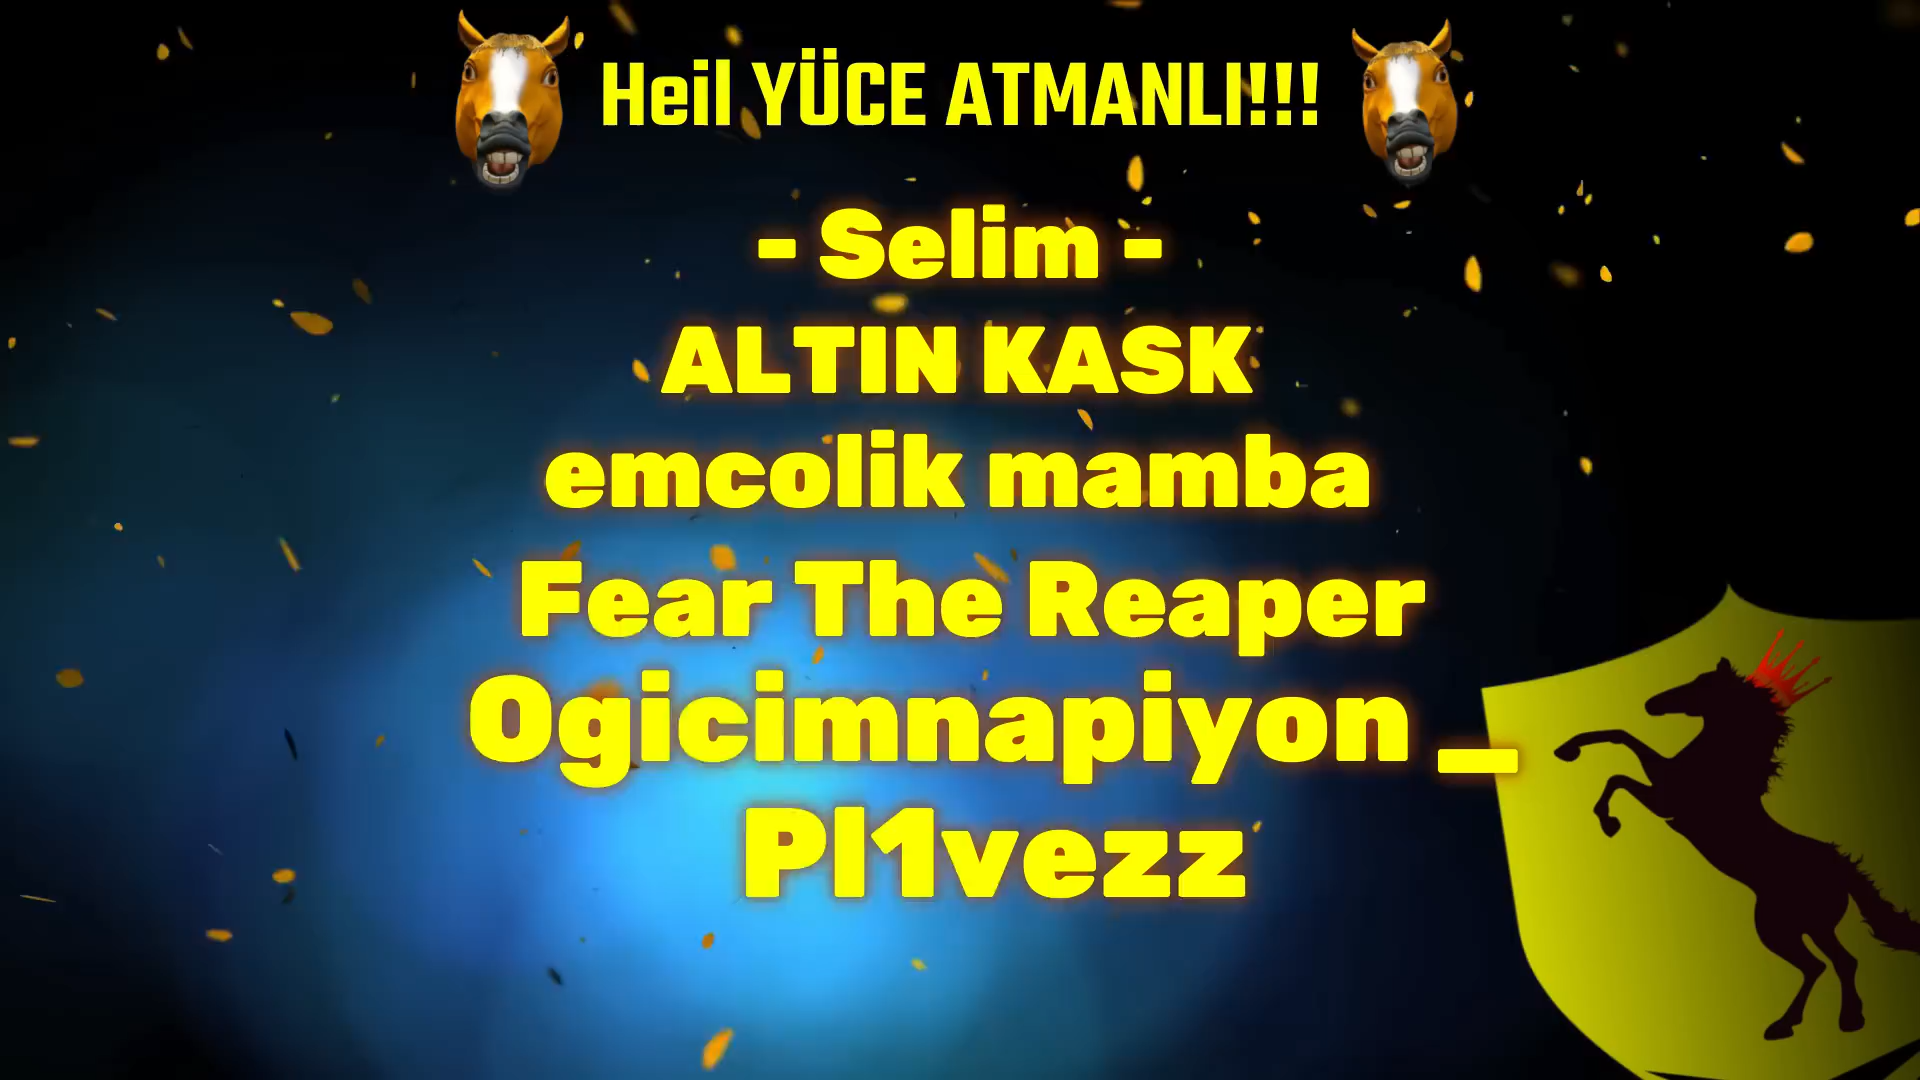 Heil YÜCE ATMANLI!!!
- Selim -
ALTIN KASK
emcolik mamba
Fear The Reaper
Ogicimnapiyon _
Pl1vezz